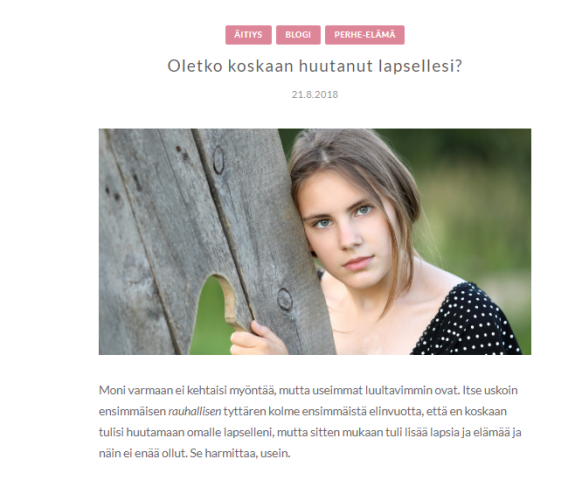 ÄITIYS BLOGI PERHE-ELÄMÄ
Oletko koskaan huutanut lapsellesi?
21.8.2018
Moni varmaan ei kehtaisi myöntää, mutta useimmat luultavimmin ovat. Itse uskoin
ensimmäisen rauhallisen tyttären kolme ensimmäistä elinvuotta, että en koskaan
tulisi huutamaan omalle lapselleni, mutta sitten mukaan tuli lisää lapsia ja elämää ja
näin ei enää ollut. Se harmittaa, usein.